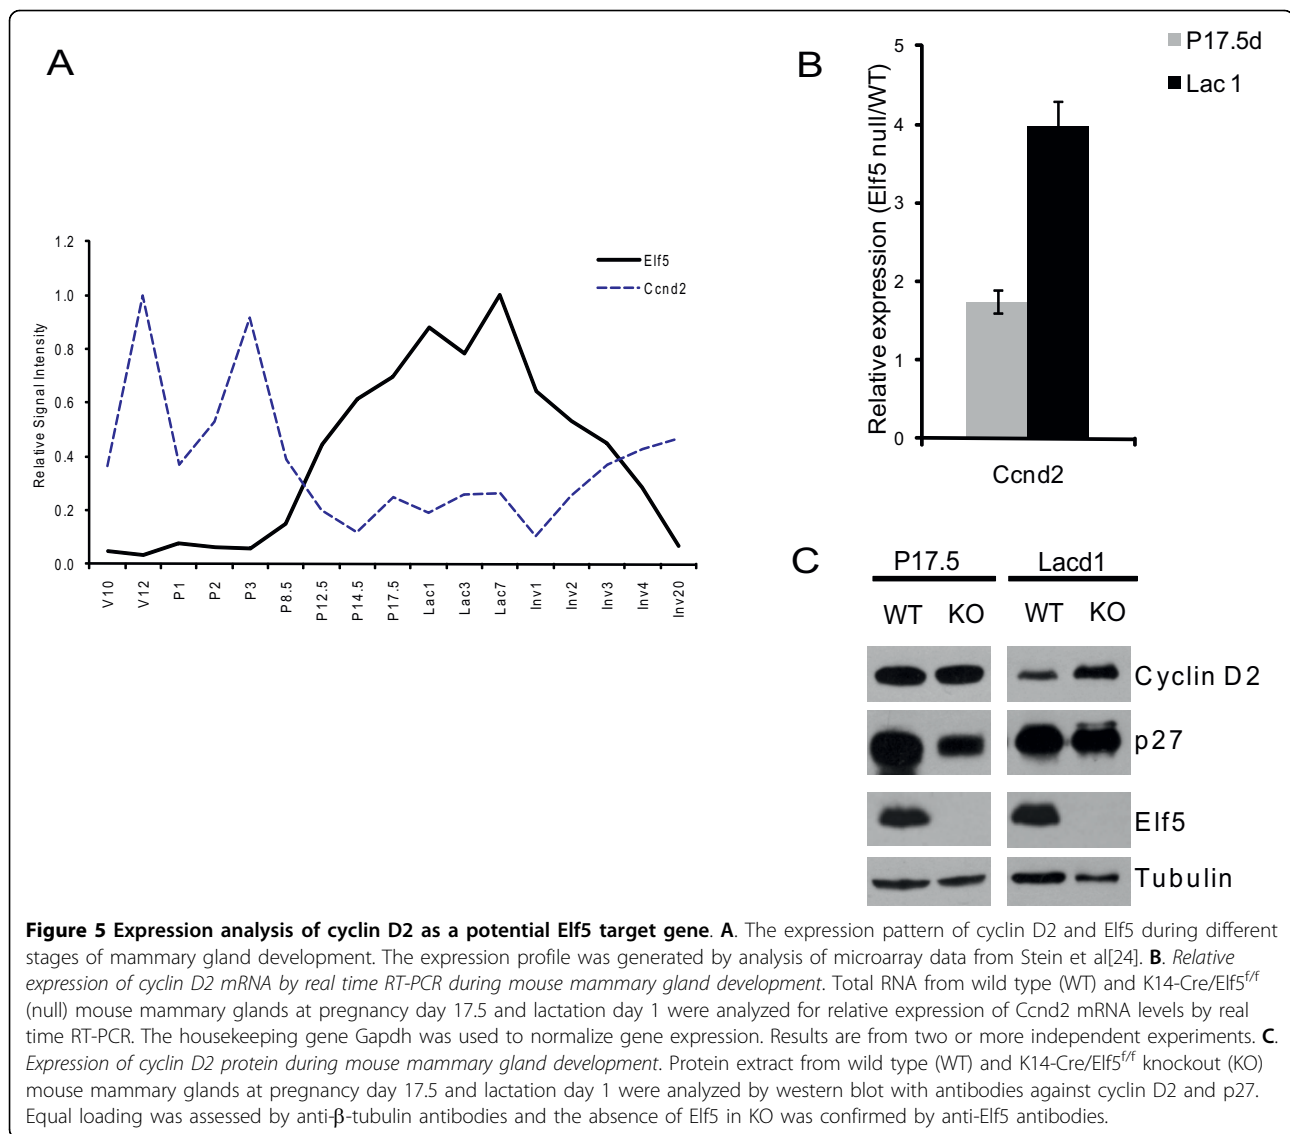 A
1.2
1.0
0.8
0.6
0.4
0.2
0.0
Relative Signal Intensity
Elf5
Ccnd2
V10
V12
P1
P2
P3
P8.5
P12.5
P14.5
P17.5
Lac1
Lac3
Lac7
Inv1
Inv2
Inv3
Inv4
Inv20
B
P17.5d
Lac 1
5
4
3
2
1
0
Relative expression (Elf5 null/WT)
Ccnd2
C
P17.5 Lacd1
WT KO WT KO
Cyclin D2
p27
Elf5
Tubulin
Figure 5 Expression analysis of cyclin D2 as a potential Elf5 target gene. A. The expression pattern of cyclin D2 and Elf5 during different
stages of mammary gland development. The expression profile was generated by analysis of microarray data from Stein et al[24]. B. Relative
expression of cyclin D2 mRNA by real time RT-PCR during mouse mammary gland development. Total RNA from wild type (WT) and K14-Cre/Elf5f/f
(null) mouse mammary glands at pregnancy day 17.5 and lactation day 1 were analyzed for relative expression of Ccnd2 mRNA levels by real
time RT-PCR. The housekeeping gene Gapdh was used to normalize gene expression. Results are from two or more independent experiments. C.
Expression of cyclin D2 protein during mouse mammary gland development. Protein extract from wild type (WT) and K14-Cre/Elf5f/f knockout (KO)
mouse mammary glands at pregnancy day 17.5 and lactation day 1 were analyzed by western blot with antibodies against cyclin D2 and p27.
Equal loading was assessed by anti-β-tubulin antibodies and the absence of Elf5 in KO was confirmed by anti-Elf5 antibodies.